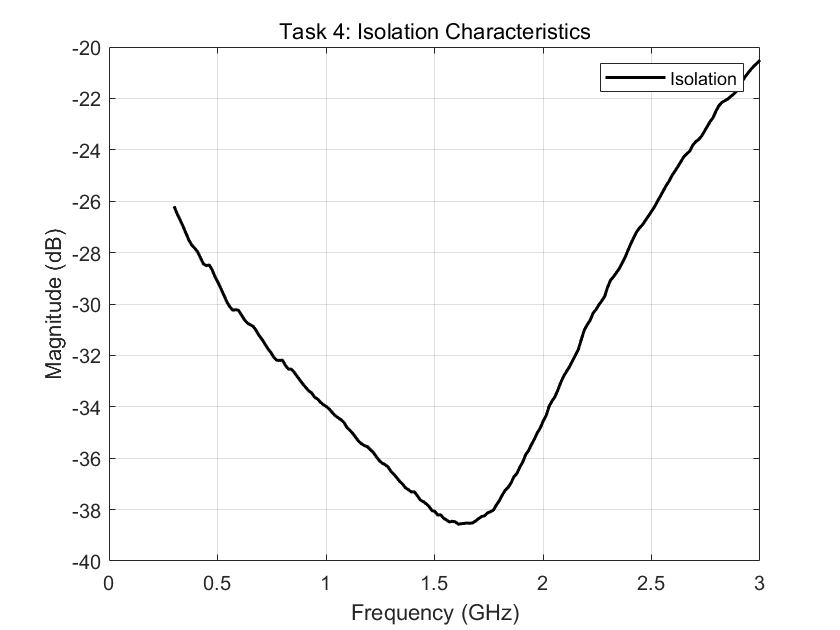 Task 4: Isolation Characteristics
-20
-22
-24
-26
-28
-30
-32
-34
-36
-38
-40
Magnitude (dB)
Isolation
0 0.5 1 1.5 2 2.5 3
Frequency (GHz)